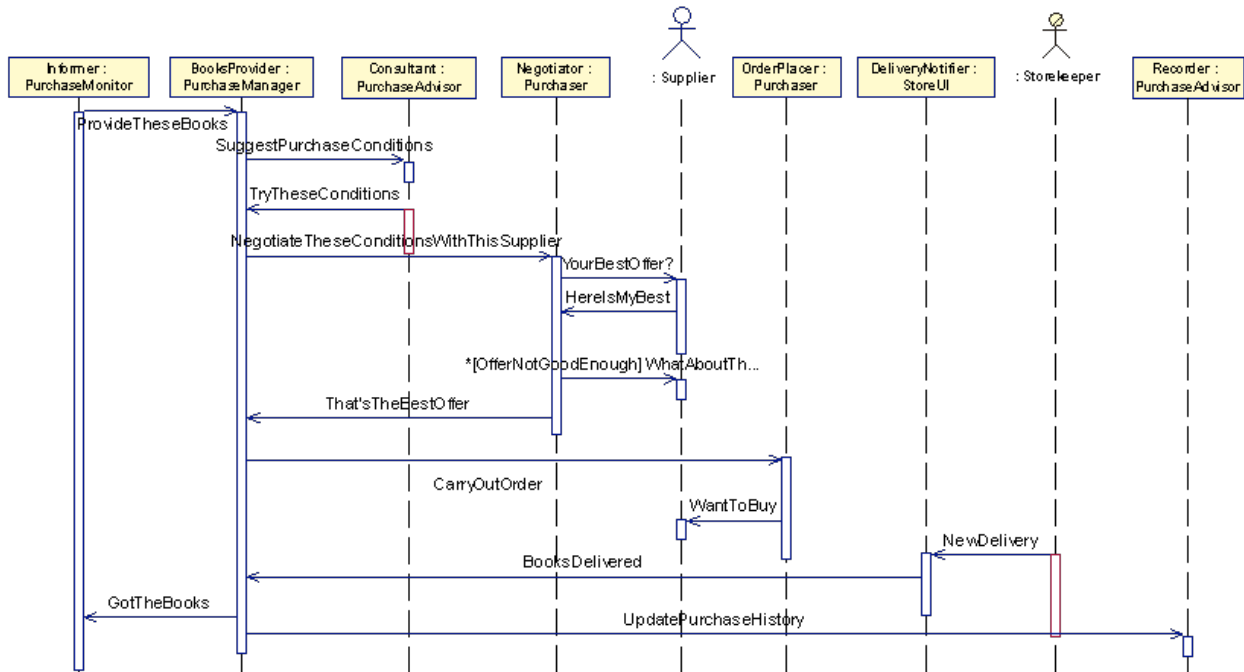 Informer :
PurchaseMonitor
BooksProvider :
PurchaseManager
Consultant :
PurchaseAdvisor
Negotiator :
Purchaser
: Supplier
OrderPlacer :
Purchaser
DeliveryNotifier :
StoreUI
: Storekeeper
Recorder :
PurchaseAdvisor
ProvideTheseBooks
SuggestPurchaseConditions
TryTheseConditions
NegotiateTheseConditionsWithThisSupplier
YourBestOffer?
HereIsMyBest
*[OfferNotGoodEnough] WhatAboutTh...
That'sTheBestOffer
CarryOutOrder
WantToBuy
NewDelivery
BooksDelivered
GotTheBooks
UpdatePurchaseHistory